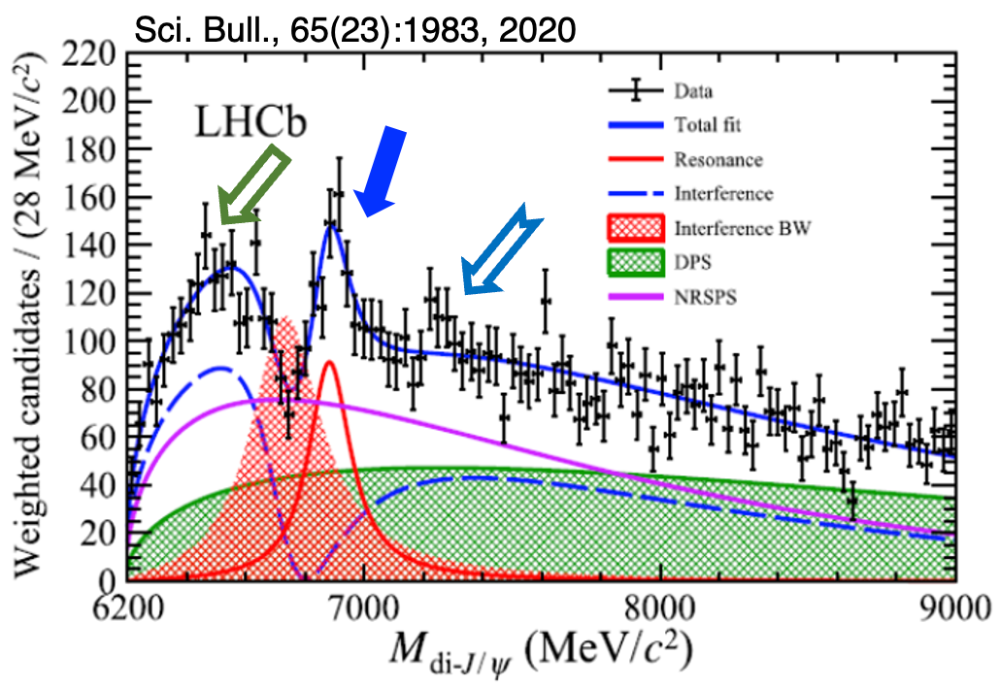 Sci. Bull., 65(23):1983, 2020
Weighted candidates / (28 MeV/c²)
220
200
180
160
140
120
100
80
60
40
20
0
LHCb
Data
Total fit
Resonance
Interference
Interference BW
DPS
NRSPS
6200 7000 8000 9000
M di-J/ψ (MeV/c²)